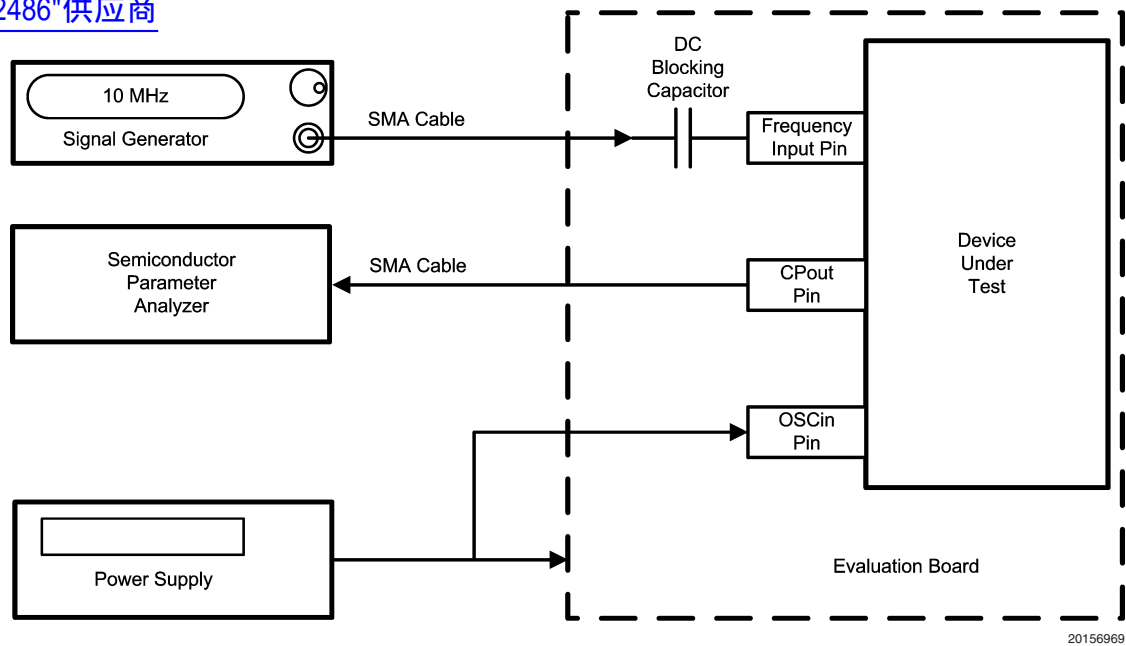 2486"供应商
10 MHz
Signal Generator
SMA Cable
DC
Blocking
Capacitor
Frequency
Input Pin
Semiconductor
Parameter
Analyzer
SMA Cable
CPout
Pin
Device
Under
Test
OSCin
Pin
Power Supply
Evaluation Board
20156969